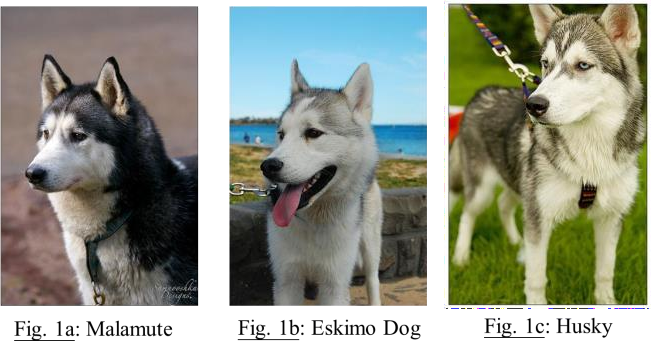 Fig. 1a: Malamute
Fig. 1b: Eskimo Dog
Fig. 1c: Husky